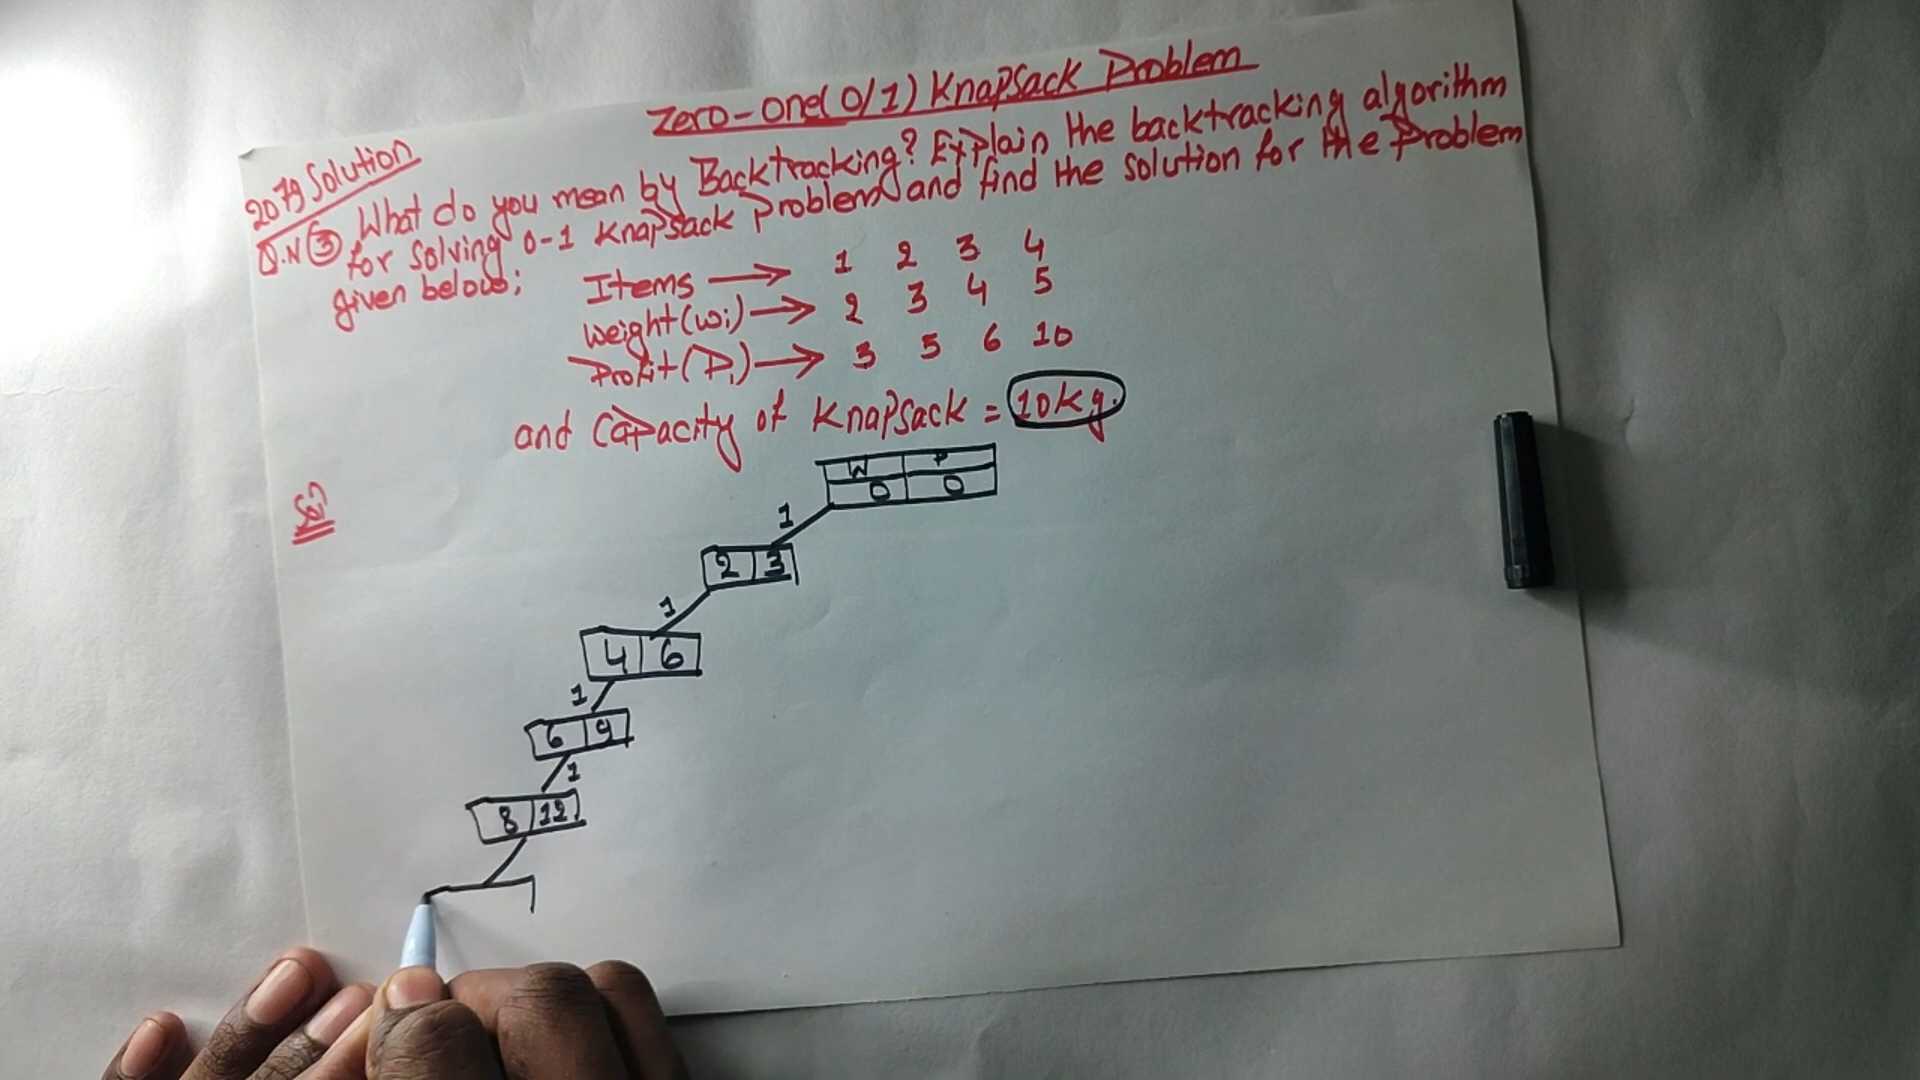 Zero-One(0/1) Knapsack Problem
2079 Solution
Q.N(3) What do you mean by Backtracking? Explain the backtracking algorithm
for solving 0-1 Knapsack Problem and find the solution for the Problem
given below;
Items → 1 2 3 4
Weight(wi) → 2 3 4 5
Profit(Pi) → 3 5 6 10
and Capacity of Knapsack = 10kg.
Sol
W P
0 0
1
2 3
1
4 6
1
6 9
1
8 12